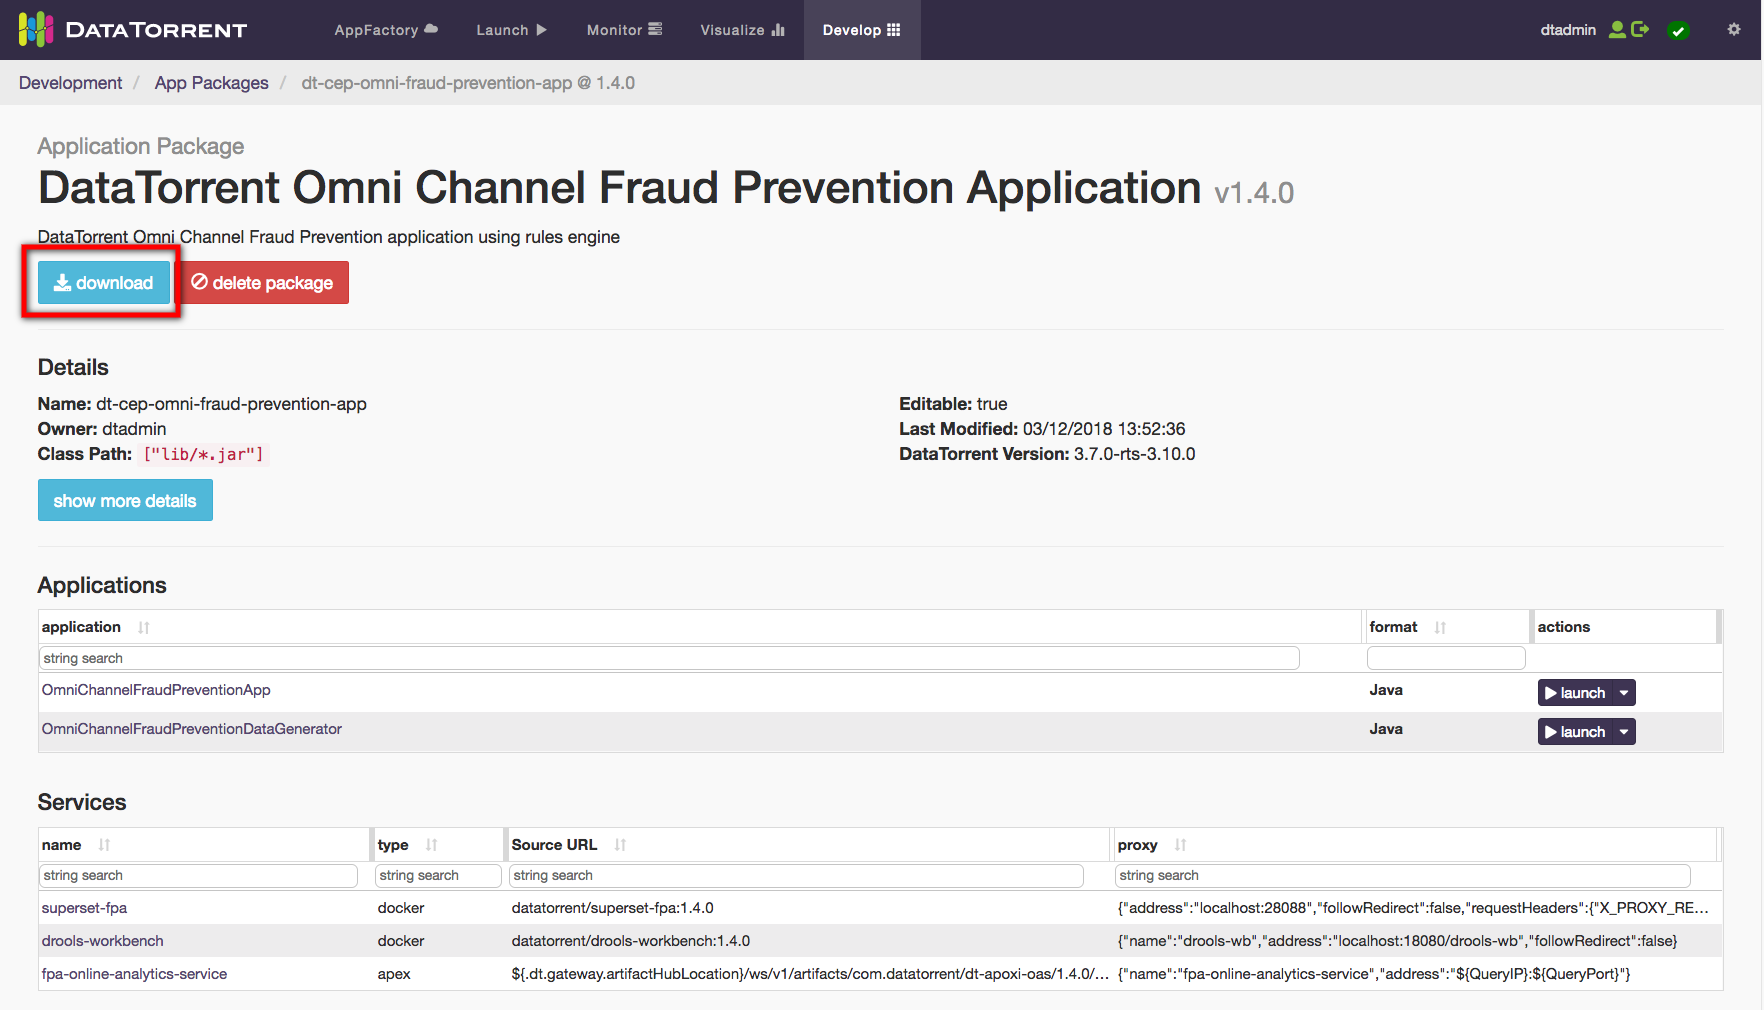 DATATORRENT AppFactory Launch Monitor Visualize Develop dtadmin
Development / App Packages / dt-cep-omni-fraud-prevention-app @ 1.4.0
Application Package
DataTorrent Omni Channel Fraud Prevention Application v1.4.0
DataTorrent Omni Channel Fraud Prevention application using rules engine
download delete package
Details
Name: dt-cep-omni-fraud-prevention-app Editable: true
Owner: dtadmin Last Modified: 03/12/2018 13:52:36
Class Path: ["lib/*.jar"] DataTorrent Version: 3.7.0-rts-3.10.0
show more details
Applications
application format actions
string search
OmniChannelFraudPreventionApp Java launch
OmniChannelFraudPreventionDataGenerator Java launch
Services
name type Source URL proxy
string search string search string search string search
superset-fpa docker datatorrent/superset-fpa:1.4.0 {"address":"localhost:28088","followRedirect":false,"requestHeaders":{"X_PROXY_RE...
drools-workbench docker datatorrent/drools-workbench:1.4.0 {"name":"drools-wb","address":"localhost:18080/drools-wb","followRedirect":false}
fpa-online-analytics-service apex ${.dt.gateway.artifactHubLocation}/ws/v1/artifacts/com.datatorrent/dt-apoxi-oas/1.4.0/... {"name":"fpa-online-analytics-service","address":"${QueryIP}:${QueryPort}"}